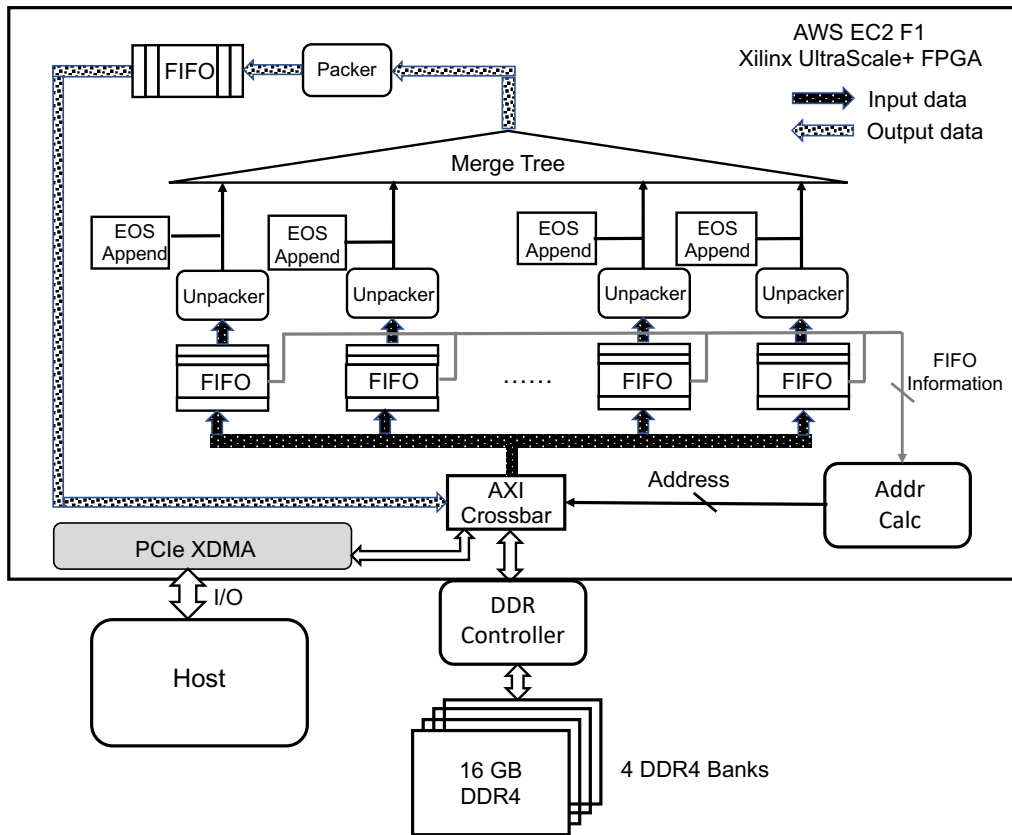 AWS EC2 F1
Xilinx UltraScale+ FPGA
Input data
Output data
FIFO
Packer
Merge Tree
EOS
Append
EOS
Append
EOS
Append
EOS
Append
Unpacker
Unpacker
Unpacker
Unpacker
FIFO
FIFO
......
FIFO
FIFO
FIFO
Information
AXI
Crossbar
Address
Addr
Calc
PCIe XDMA
I/O
DDR
Controller
Host
16 GB
DDR4
4 DDR4 Banks